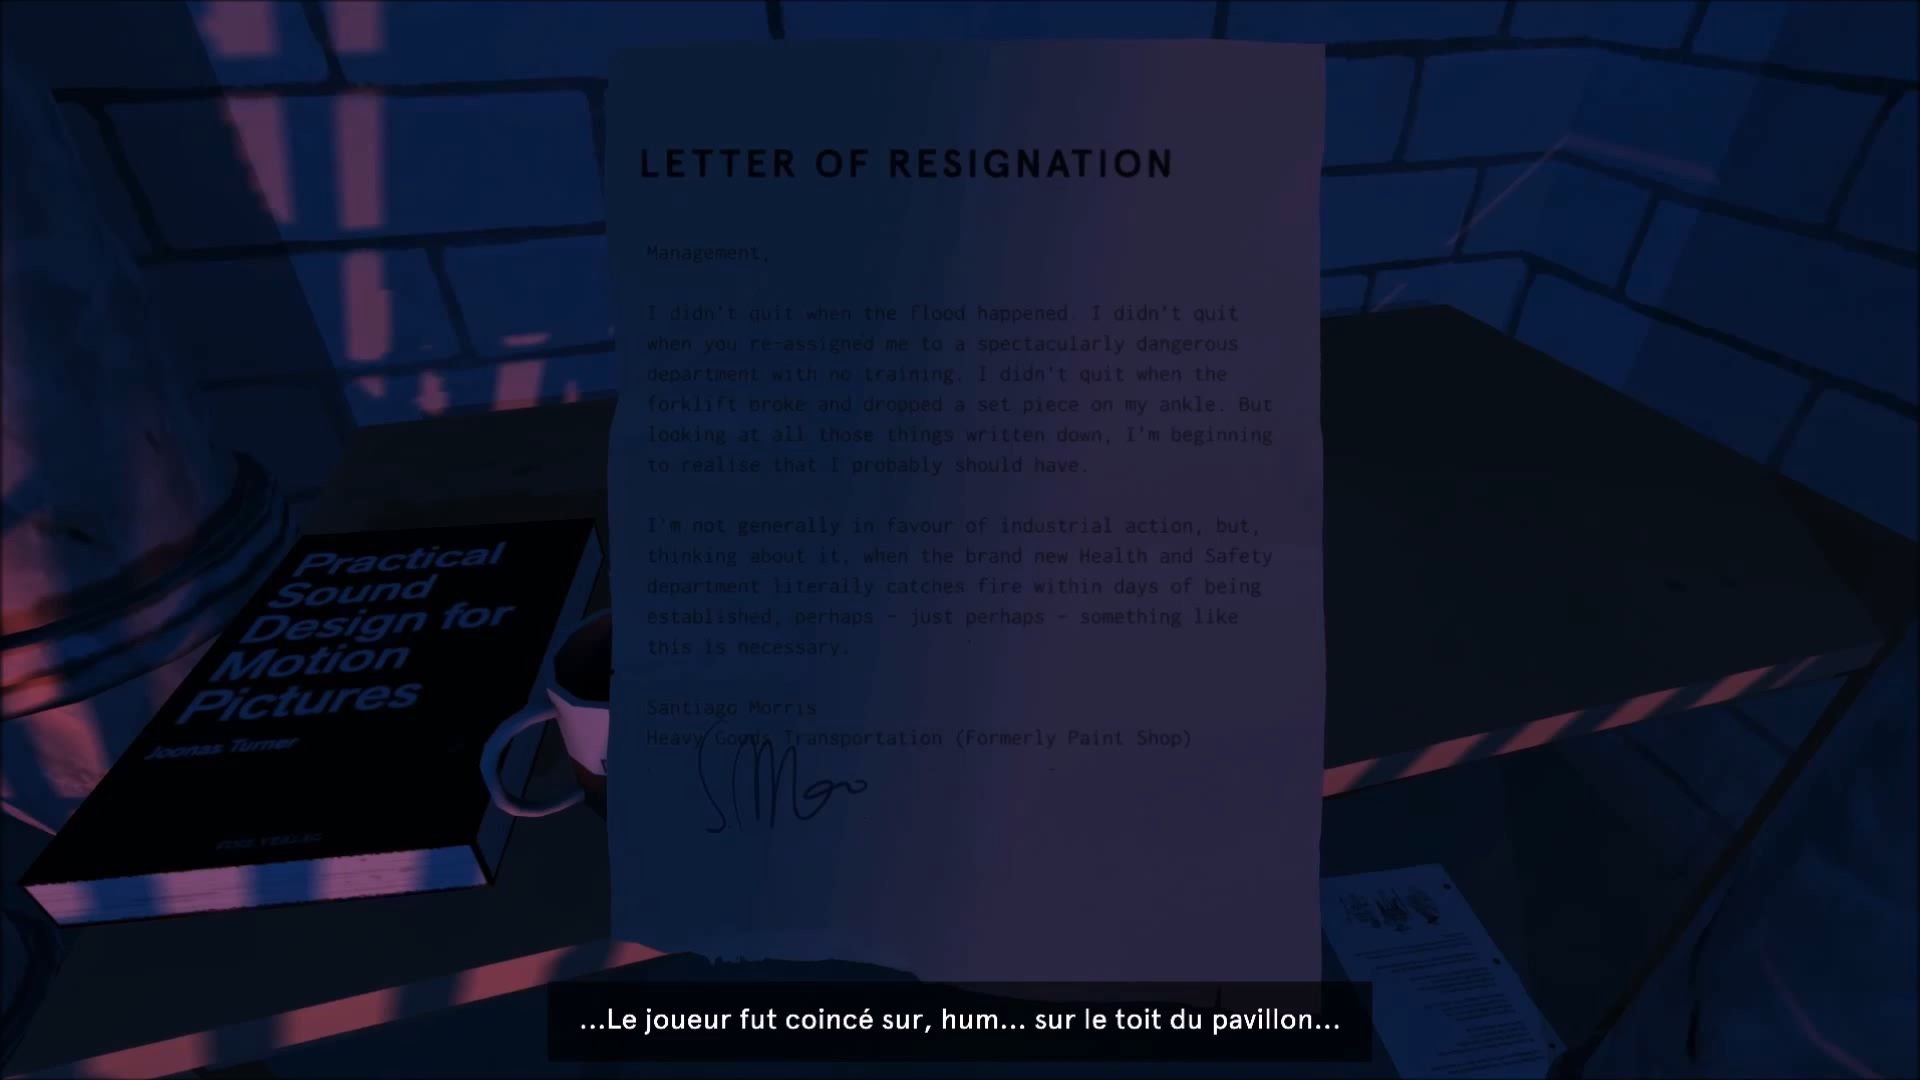 LETTER OF RESIGNATION
Management,
I didn't quit when the flood happened. I didn't quit
when you re-assigned me to a spectacularly dangerous
department with no training. I didn't quit when the
forklift broke and dropped a set piece on my ankle. But
looking at all those things written down, I'm beginning
to realise that I probably should have.
I'm not generally in favour of industrial action, but,
thinking about it, when the brand new Health and Safety
department literally catches fire within days of being
established, perhaps - just perhaps - something like
this is necessary.
Santiago Morris
Heavy Goods Transportation (Formerly Paint Shop)
Practical
Sound
Design for
Motion
Pictures
Joonas Turner
...Le joueur fut coincé sur, hum... sur le toit du pavillon...